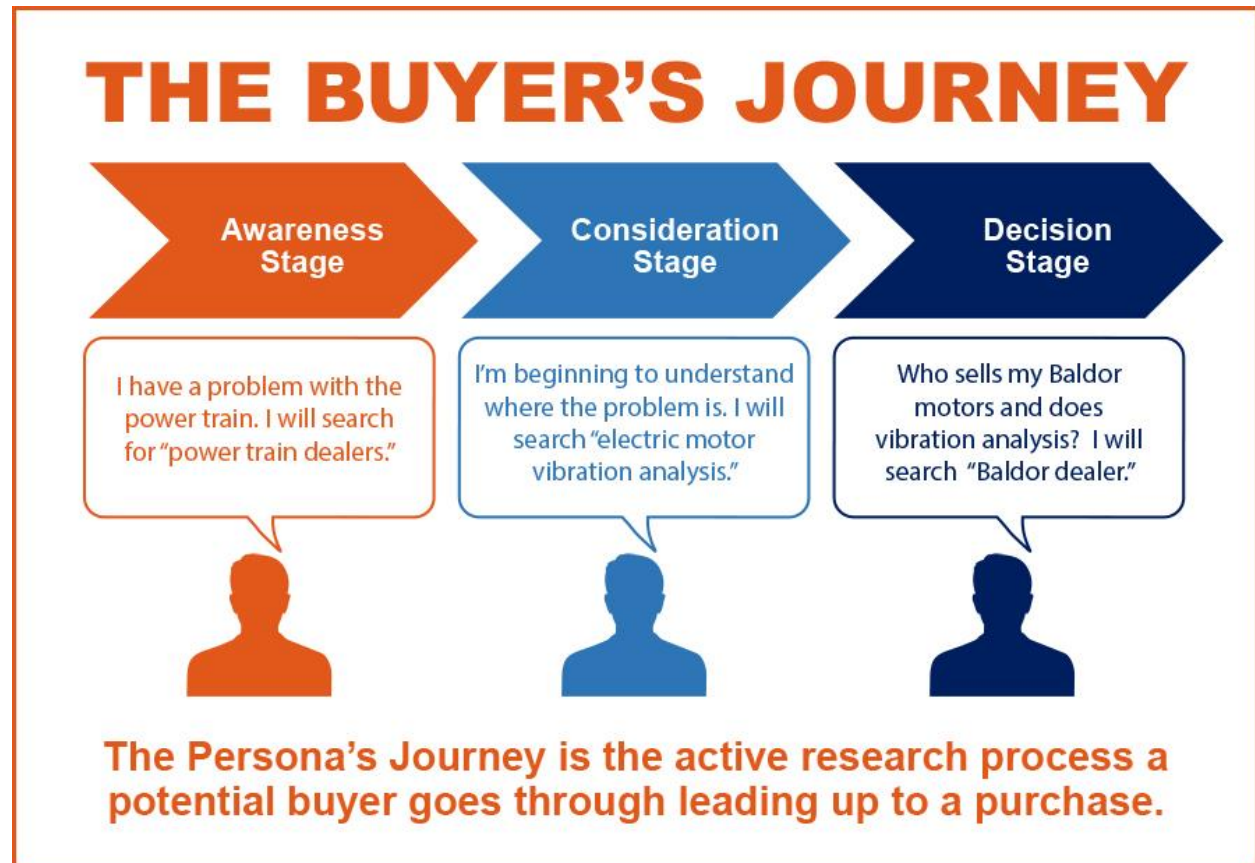 THE BUYER’S JOURNEY
Awareness
Stage
Consideration
Stage
Decision
Stage
I have a problem with the
power train. I will search
for “power train dealers.”
I’m beginning to understand
where the problem is. I will
search “electric motor
vibration analysis.”
Who sells my Baldor
motors and does
vibration analysis?  I will
search  “Baldor dealer.”
The Persona’s Journey is the active research process a
potential buyer goes through leading up to a purchase.